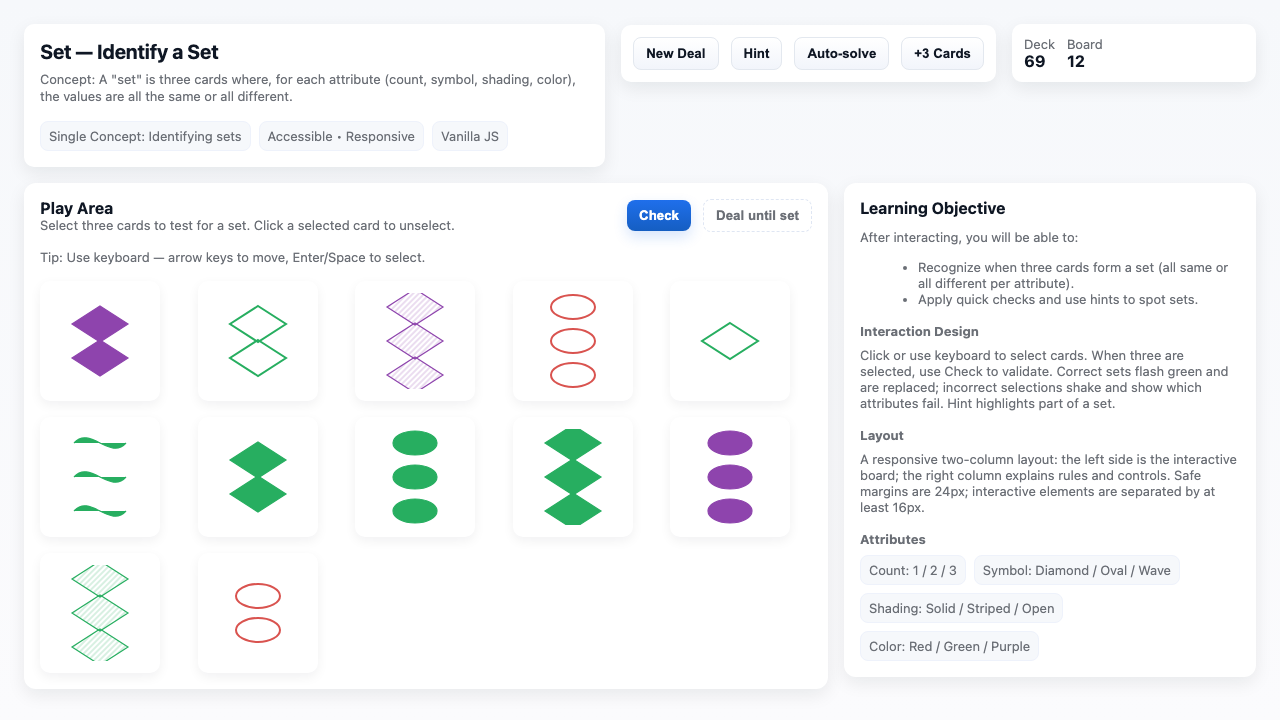 Set — Identify a Set
Concept: A "set" is three cards where, for each attribute (count, symbol, shading, color),
the values are all the same or all different.
Single Concept: Identifying sets
Accessible • Responsive
Vanilla JS
New Deal
Hint
Auto-solve
+3 Cards
Deck
69
Board
12
Play Area
Select three cards to test for a set. Click a selected card to unselect.
Check
Deal until set
Tip: Use keyboard — arrow keys to move, Enter/Space to select.
Learning Objective
After interacting, you will be able to:
• Recognize when three cards form a set (all same or
all different per attribute).
• Apply quick checks and use hints to spot sets.
Interaction Design
Click or use keyboard to select cards. When three are
selected, use Check to validate. Correct sets flash green and
are replaced; incorrect selections shake and show which
attributes fail. Hint highlights part of a set.
Layout
A responsive two-column layout: the left side is the interactive
board; the right column explains rules and controls. Safe
margins are 24px; interactive elements are separated by at
least 16px.
Attributes
Count: 1 / 2 / 3
Symbol: Diamond / Oval / Wave
Shading: Solid / Striped / Open
Color: Red / Green / Purple